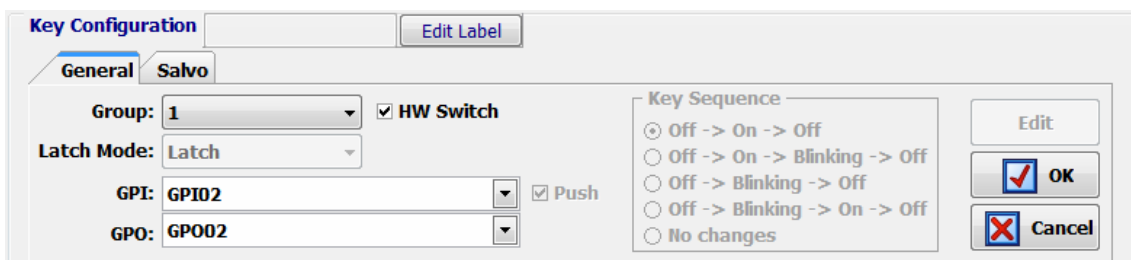 Key Configuration Edit Label
General Salvo
Group: 1 HW Switch
Latch Mode: Latch
GPI: GPI02 Push
GPO: GPO02
Key Sequence
Off -> On -> Off
Off -> On -> Blinking -> Off
Off -> Blinking -> Off
Off -> Blinking -> On -> Off
No changes
Edit
OK
Cancel